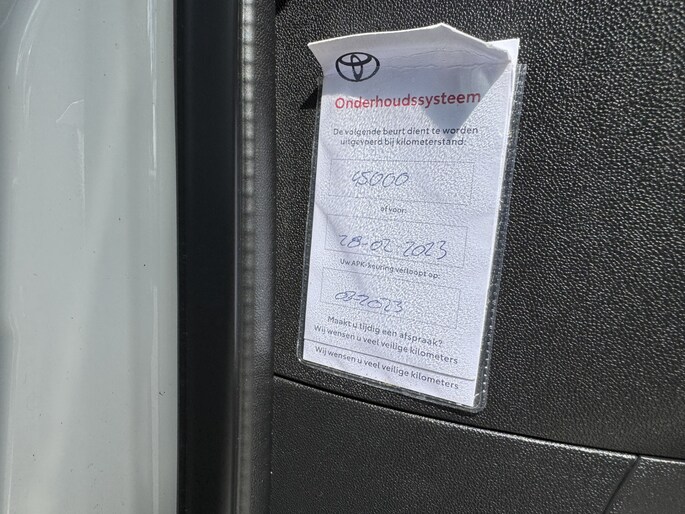 Onderhoudssysteem
De volgende beurt dient te worden
uitgevoerd bij kilometerstand:
45000
of voor:
28-02-2023
Uw APK-keuring verloopt op:
08-2023
Maakt u tijdig een afspraak?
Wij wensen u veel veilige kilometers
Wij wensen u veel veilige kilometers